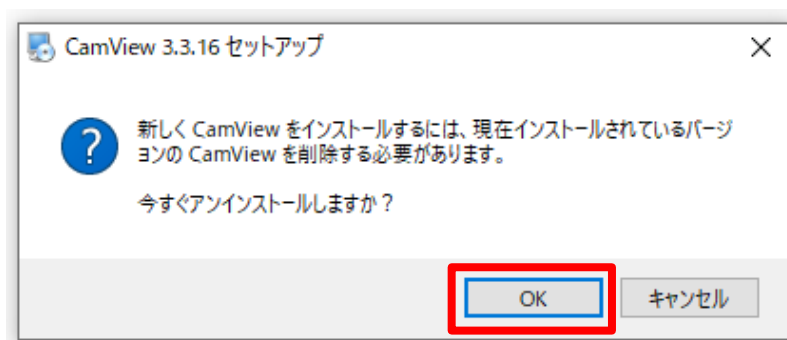 CamView 3.3.16 セットアップ
新しく CamView をインストールするには、現在インストールされているバージ
ョンの CamView を削除する必要があります。
今すぐアンインストールしますか？
OK
キャンセル